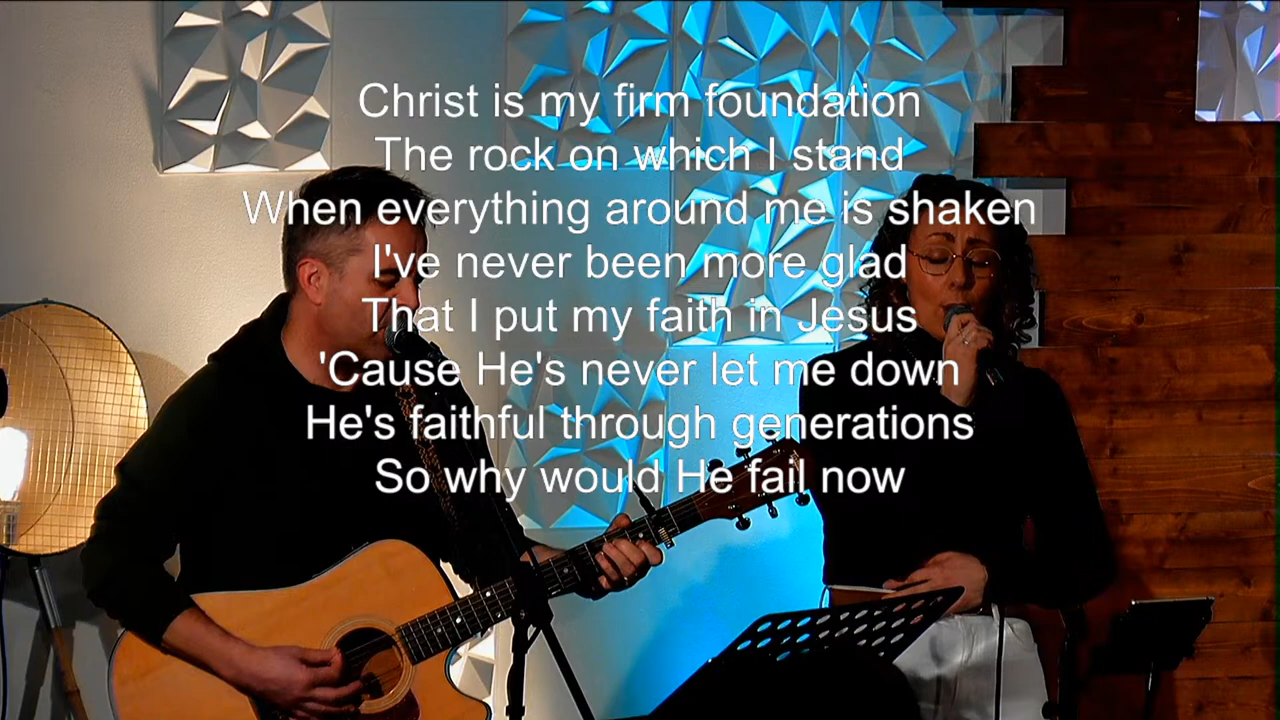 Christ is my firm foundation
The rock on which I stand
When everything around me is shaken
I've never been more glad
That I put my faith in Jesus
'Cause He's never let me down
He's faithful through generations
So why would He fail now